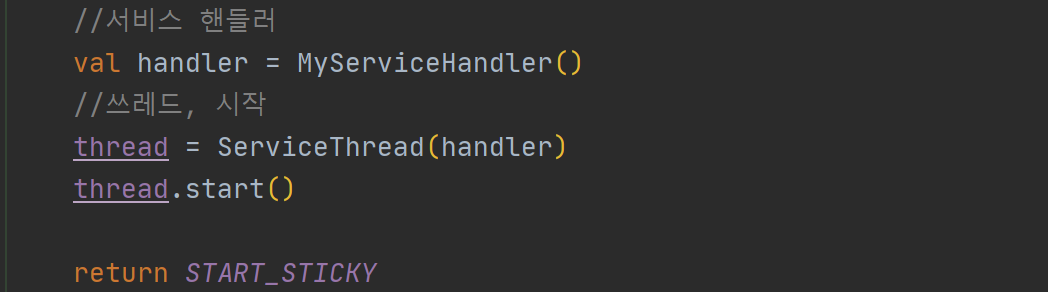 //서비스 핸들러
val handler = MyServiceHandler()
//쓰레드, 시작
thread = ServiceThread(handler)
thread.start()
return START_STICKY